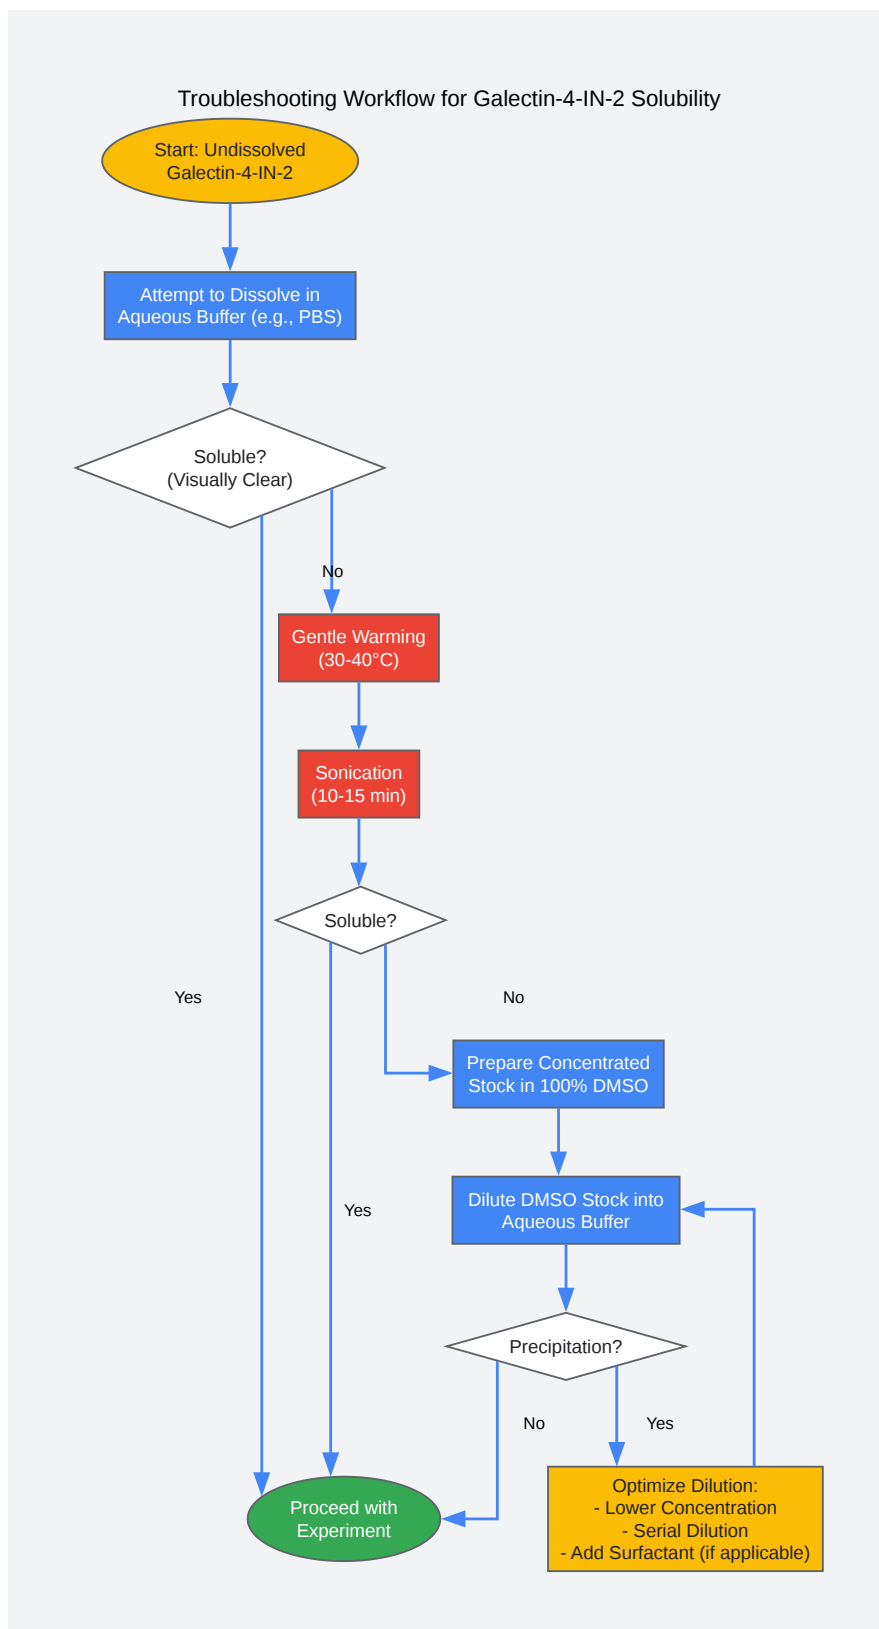 Troubleshooting Workflow for Galectin-4-IN-2 Solubility
Start: Undissolved
Galectin-4-IN-2
Attempt to Dissolve in
Aqueous Buffer (e.g., PBS)
Soluble?
(Visually Clear)
No
Gentle Warming
(30-40°C)
Sonication
(10-15 min)
Soluble?
Yes
No
Prepare Concentrated
Stock in 100% DMSO
Dilute DMSO Stock into
Aqueous Buffer
Yes
Precipitation?
No
Yes
Proceed with
Experiment
Optimize Dilution:
- Lower Concentration
- Serial Dilution
- Add Surfactant (if applicable)